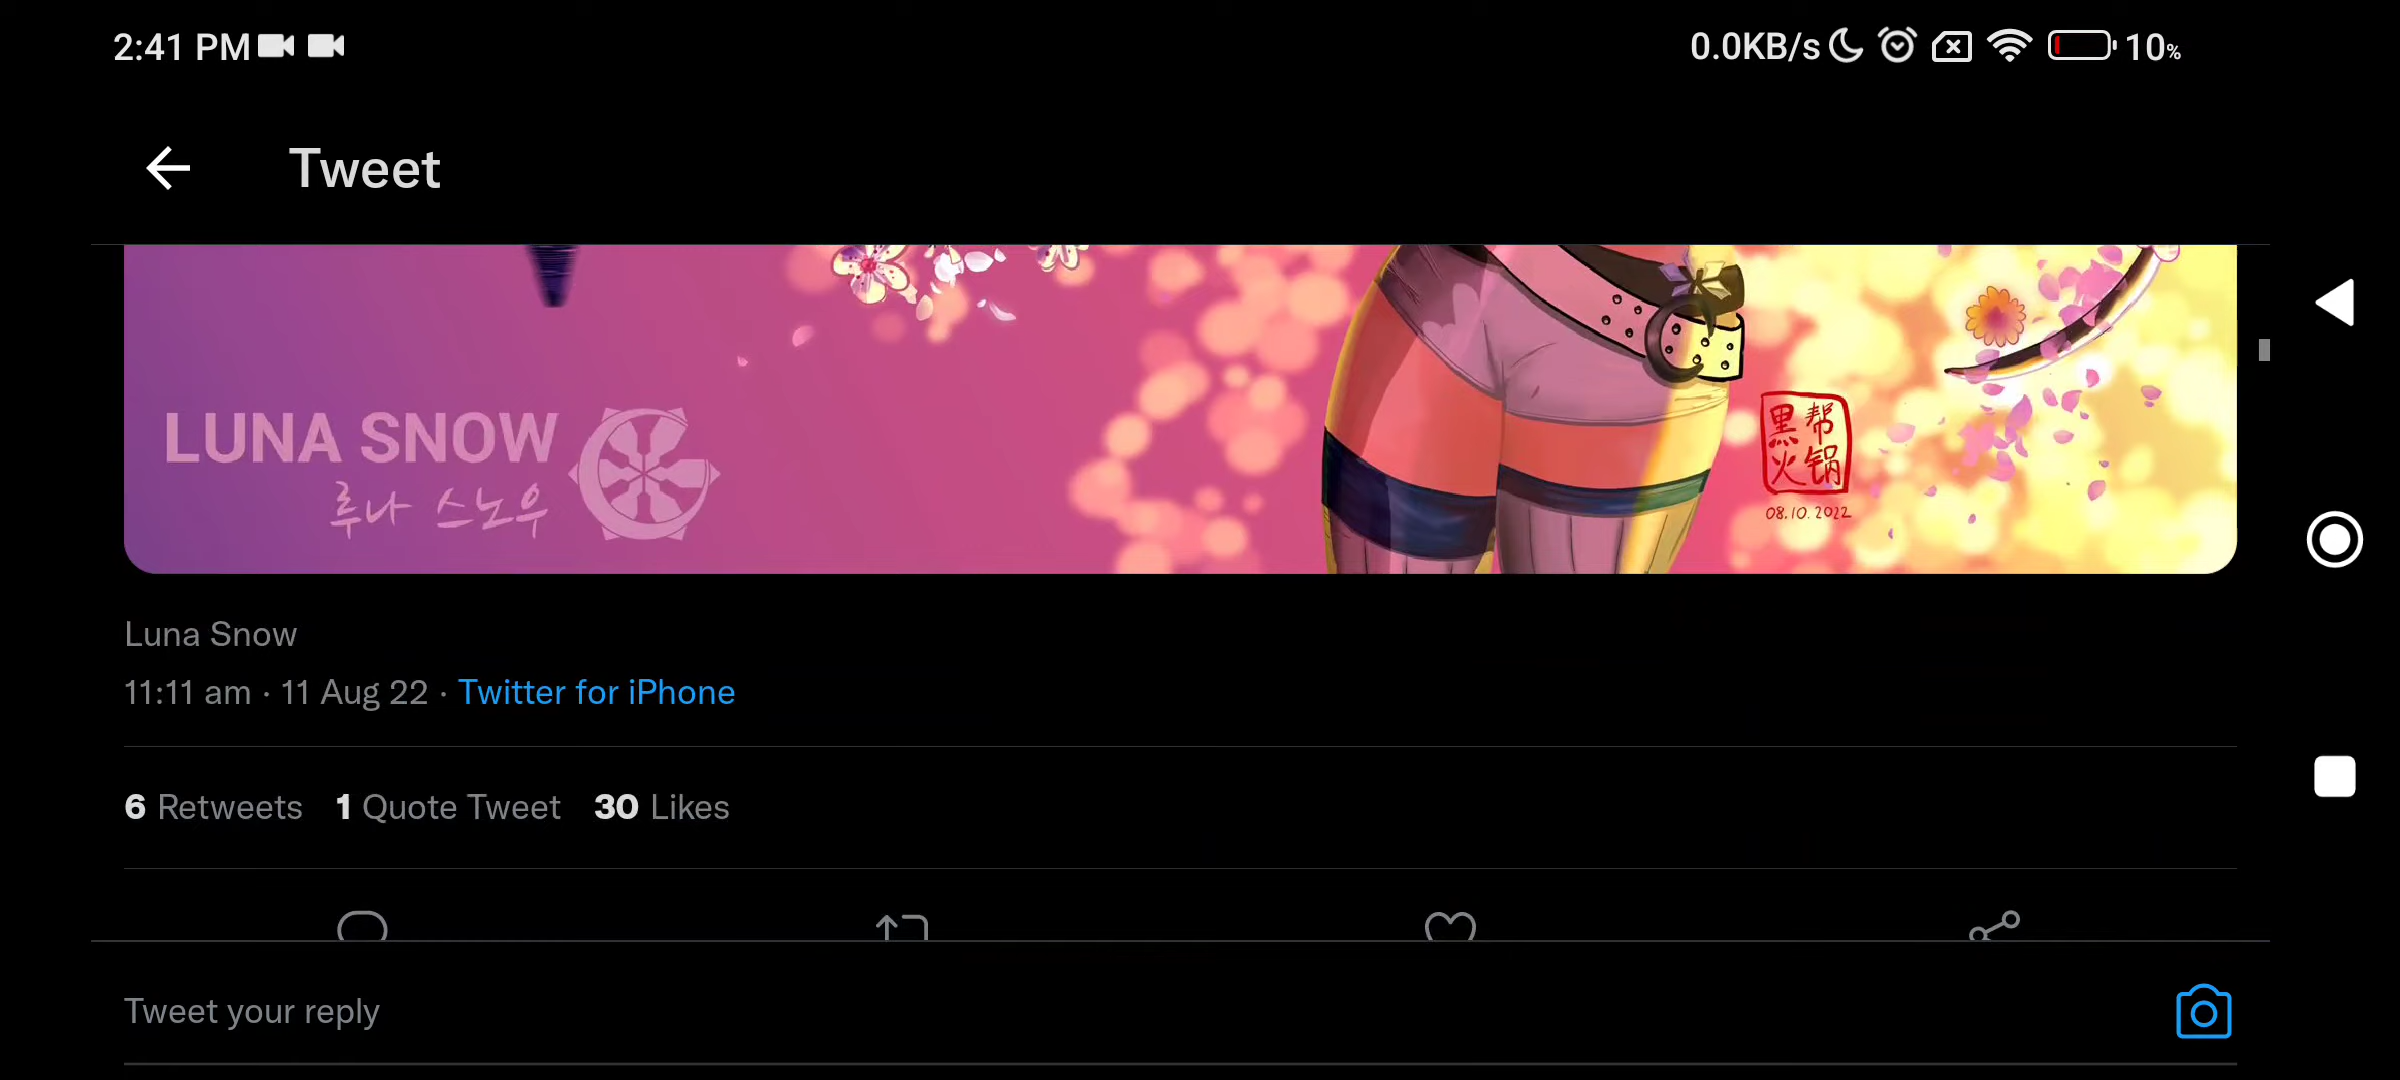 2:41 PM
0.0KB/s
10%
Tweet
LUNA SNOW
루나 스노우
黑帮
火锅
08.10.2022
Luna Snow
11:11 am · 11 Aug 22 · Twitter for iPhone
6 Retweets 1 Quote Tweet 30 Likes
Tweet your reply